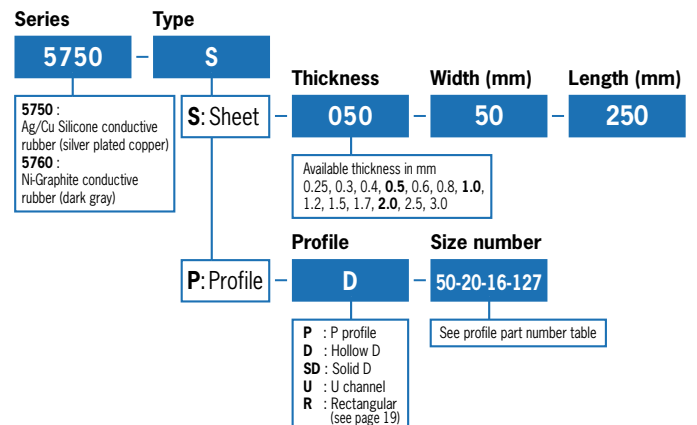 Series Type
5750 – S
Thickness Width (mm) Length (mm)
S: Sheet – 050 – 50 – 250
5750 :
Ag/Cu Silicone conductive
rubber (silver plated copper)
5760 :
Ni-Graphite conductive
rubber (dark gray)
Available thickness in mm
0.25, 0.3, 0.4, 0.5, 0.6, 0.8, 1.0,
1.2, 1.5, 1.7, 2.0, 2.5, 3.0
Profile Size number
P: Profile – D – 50-20-16-127
P : P profile
D : Hollow D
SD : Solid D
U : U channel
R : Rectangular
(see page 19)
See profile part number table